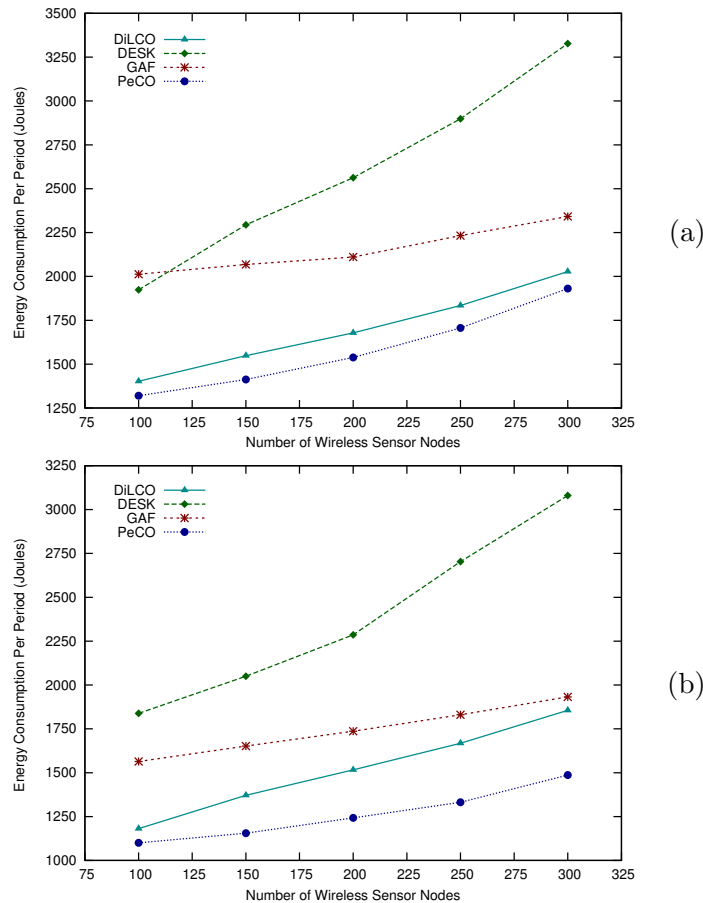 3500
3250
3000
2750
2500
2250
2000
1750
1500
1250
Energy Consumption Per Period (Joules)
DiLCO
DESK
GAF
PeCO
75 100 125 150 175 200 225 250 275 300 325
Number of Wireless Sensor Nodes
(a)
3250
3000
2750
2500
2250
2000
1750
1500
1250
1000
Energy Consumption Per Period (Joules)
DiLCO
DESK
GAF
PeCO
75 100 125 150 175 200 225 250 275 300 325
Number of Wireless Sensor Nodes
(b)